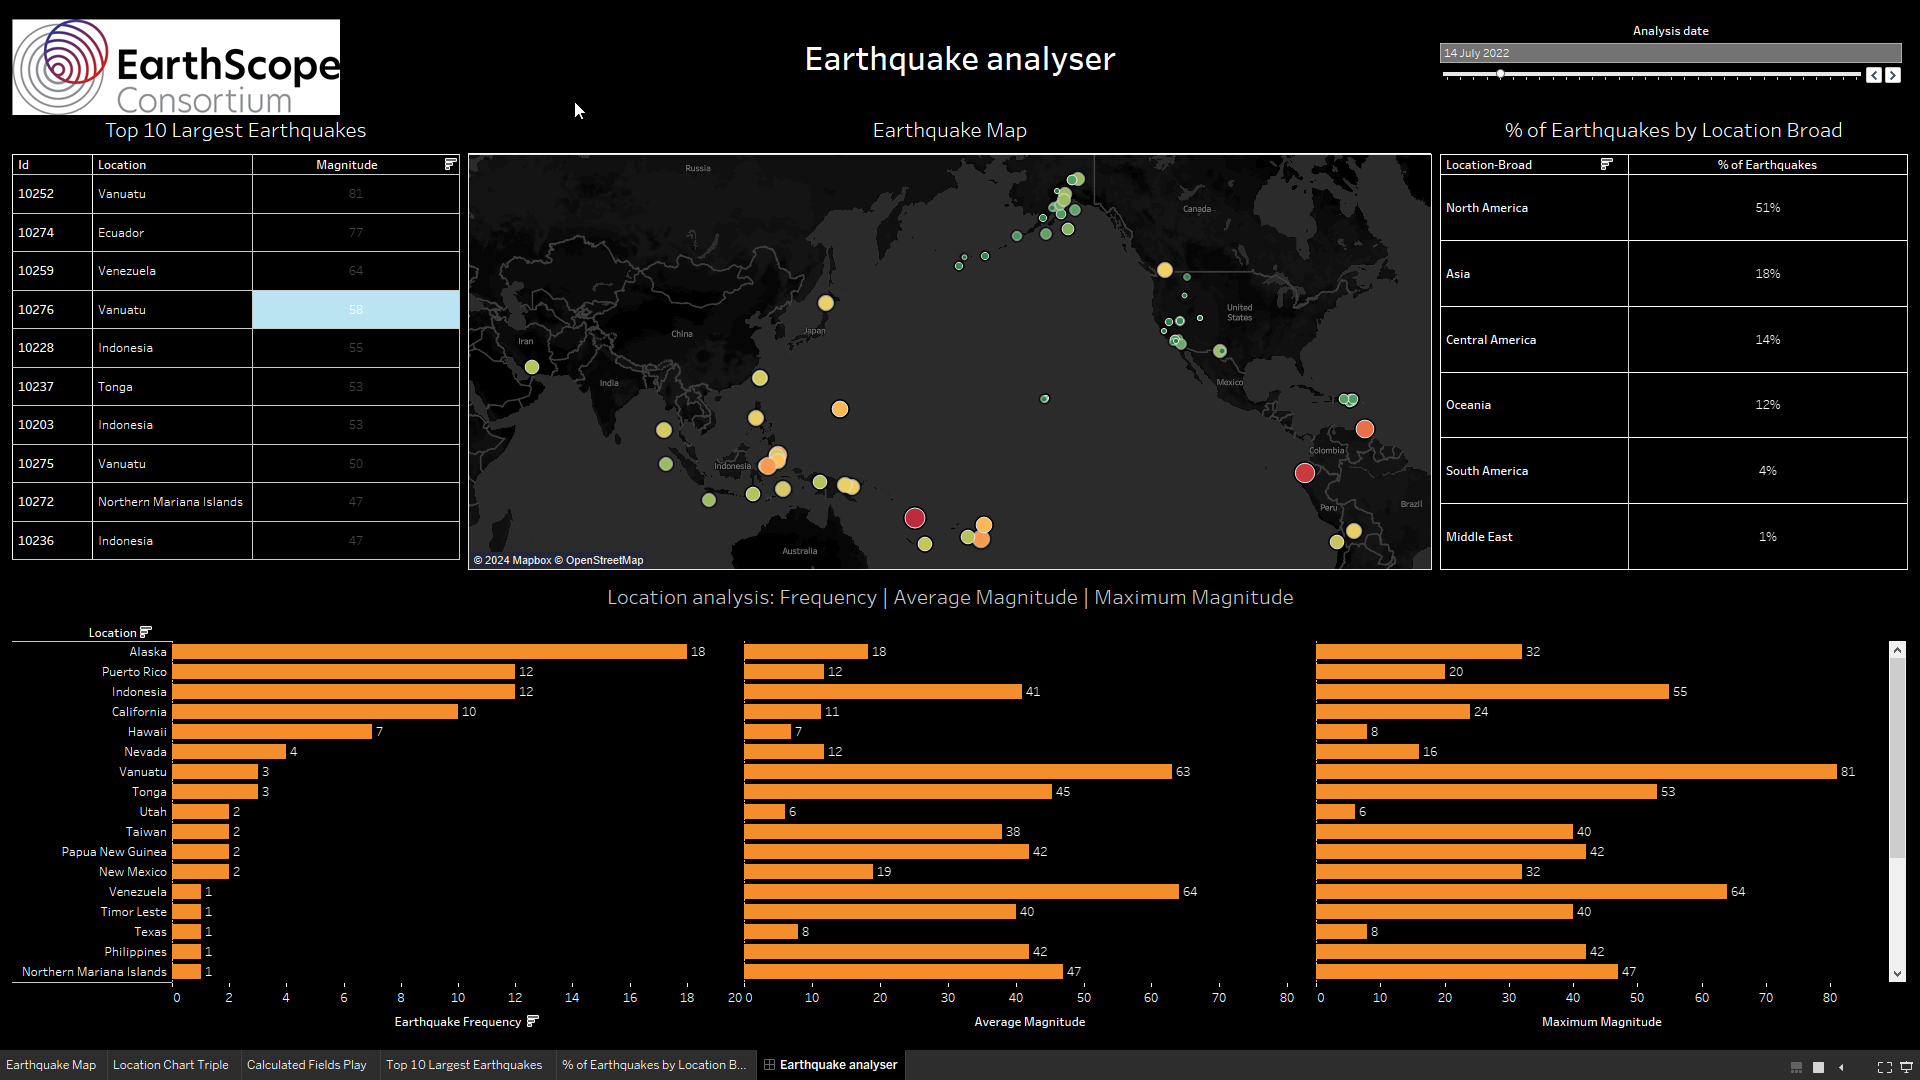 EarthScope
Consortium
Earthquake analyser
Analysis date
14 July 2022
Top 10 Largest Earthquakes
Earthquake Map
% of Earthquakes by Location Broad
Id Location Magnitude
10252 Vanuatu 81
10274 Ecuador 77
10259 Venezuela 64
10276 Vanuatu 58
10228 Indonesia 55
10237 Tonga 53
10203 Indonesia 53
10275 Vanuatu 50
10272 Northern Mariana Islands 47
10236 Indonesia 47
Russia
Canada
United
States
Japan
China
Iran
India
Mexico
Indonesia
Colombia
Peru
Brazil
Australia
© 2024 Mapbox © OpenStreetMap
Location-Broad % of Earthquakes
North America 51%
Asia 18%
Central America 14%
Oceania 12%
South America 4%
Middle East 1%
Location analysis: Frequency | Average Magnitude | Maximum Magnitude
Location
Alaska 18 18 32
Puerto Rico 12 12 20
Indonesia 12 41 55
California 10 11 24
Hawaii 7 7 8
Nevada 4 12 16
Vanuatu 3 63 81
Tonga 3 45 53
Utah 2 6 6
Taiwan 2 38 40
Papua New Guinea 2 42 42
New Mexico 2 19 32
Venezuela 1 64 64
Timor Leste 1 40 40
Texas 1 8 8
Philippines 1 42 42
Northern Mariana Islands 1 47 47
0 2 4 6 8 10 12 14 16 18 20 0 10 20 30 40 50 60 70 80 0 10 20 30 40 50 60 70 80
Earthquake Frequency Average Magnitude Maximum Magnitude
Earthquake Map Location Chart Triple Calculated Fields Play Top 10 Largest Earthquakes % of Earthquakes by Location B... Earthquake analyser